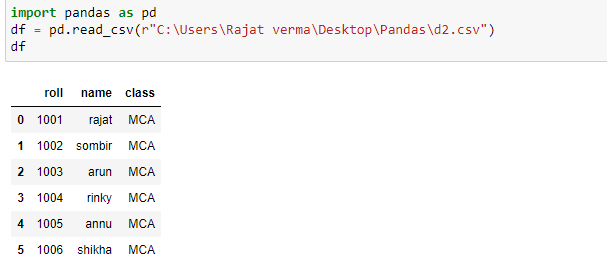 import pandas as pd
df = pd.read_csv(r"C:\Users\Rajat verma\Desktop\Pandas\d2.csv")
df
roll name class
0 1001 rajat MCA
1 1002 sombir MCA
2 1003 arun MCA
3 1004 rinky MCA
4 1005 annu MCA
5 1006 shikha MCA